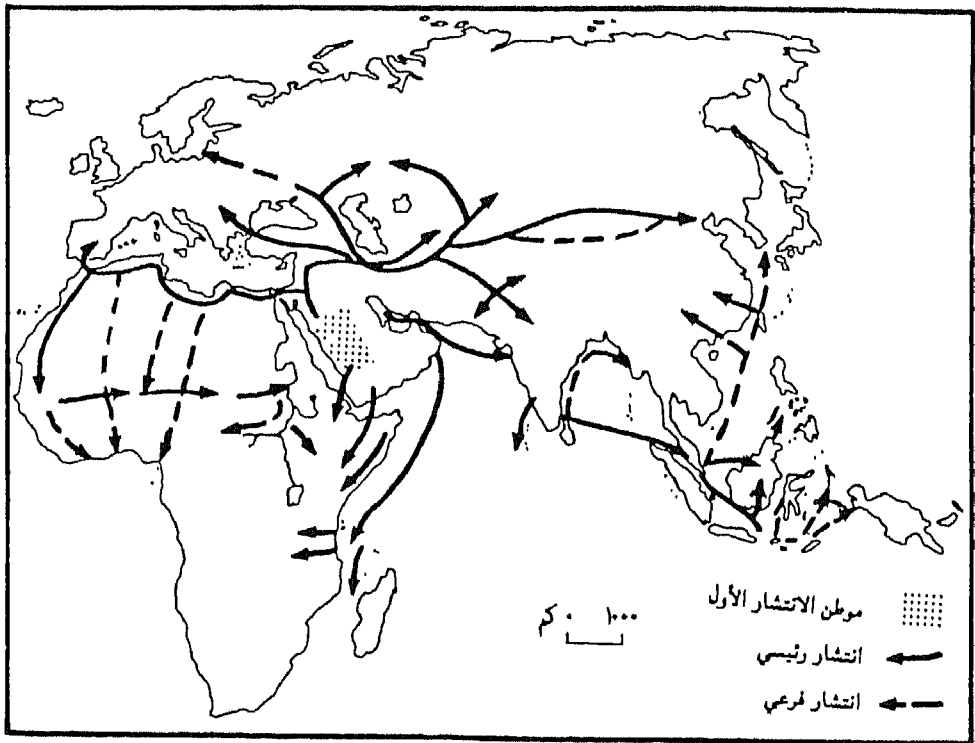 موطن الانتشار الأول
انتشار رئيسي
انتشار فرعي
١٠٠٠ ٠ كم